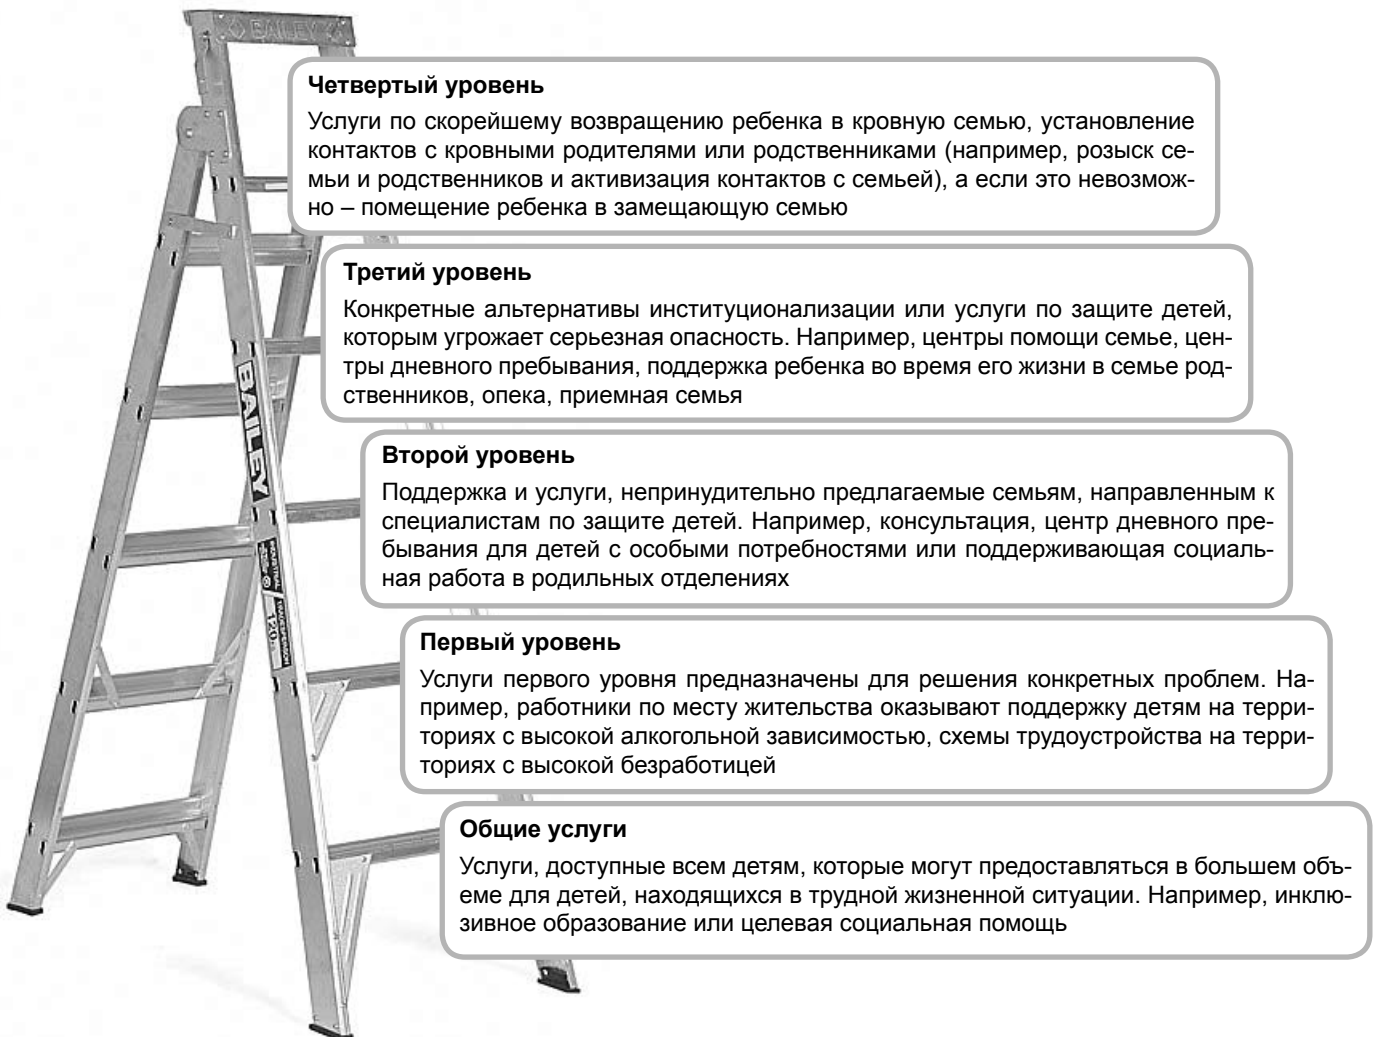 BAILEY
Четвертый уровень
Услуги по скорейшему возвращению ребенка в кровную семью, установление
контактов с кровными родителями или родственниками (например, розыск се-
мьи и родственников и активизация контактов с семьей), а если это невозмож-
но – помещение ребенка в замещающую семью
Третий уровень
Конкретные альтернативы институционализации или услуги по защите детей,
которым угрожает серьезная опасность. Например, центры помощи семье, цен-
тры дневного пребывания, поддержка ребенка во время его жизни в семье род-
ственников, опека, приемная семья
BAILEY
Второй уровень
Поддержка и услуги, непринудительно предлагаемые семьям, направленным к
специалистам по защите детей. Например, консультация, центр дневного пре-
бывания для детей с особыми потребностями или поддерживающая социаль-
ная работа в родильных отделениях
120
Первый уровень
Услуги первого уровня предназначены для решения конкретных проблем. На-
пример, работники по месту жительства оказывают поддержку детям на терри-
ториях с высокой алкогольной зависимостью, схемы трудоустройства на терри-
ториях с высокой безработицей
Общие услуги
Услуги, доступные всем детям, которые могут предоставляться в большем объ-
еме для детей, находящихся в трудной жизненной ситуации. Например, инклю-
зивное образование или целевая социальная помощь